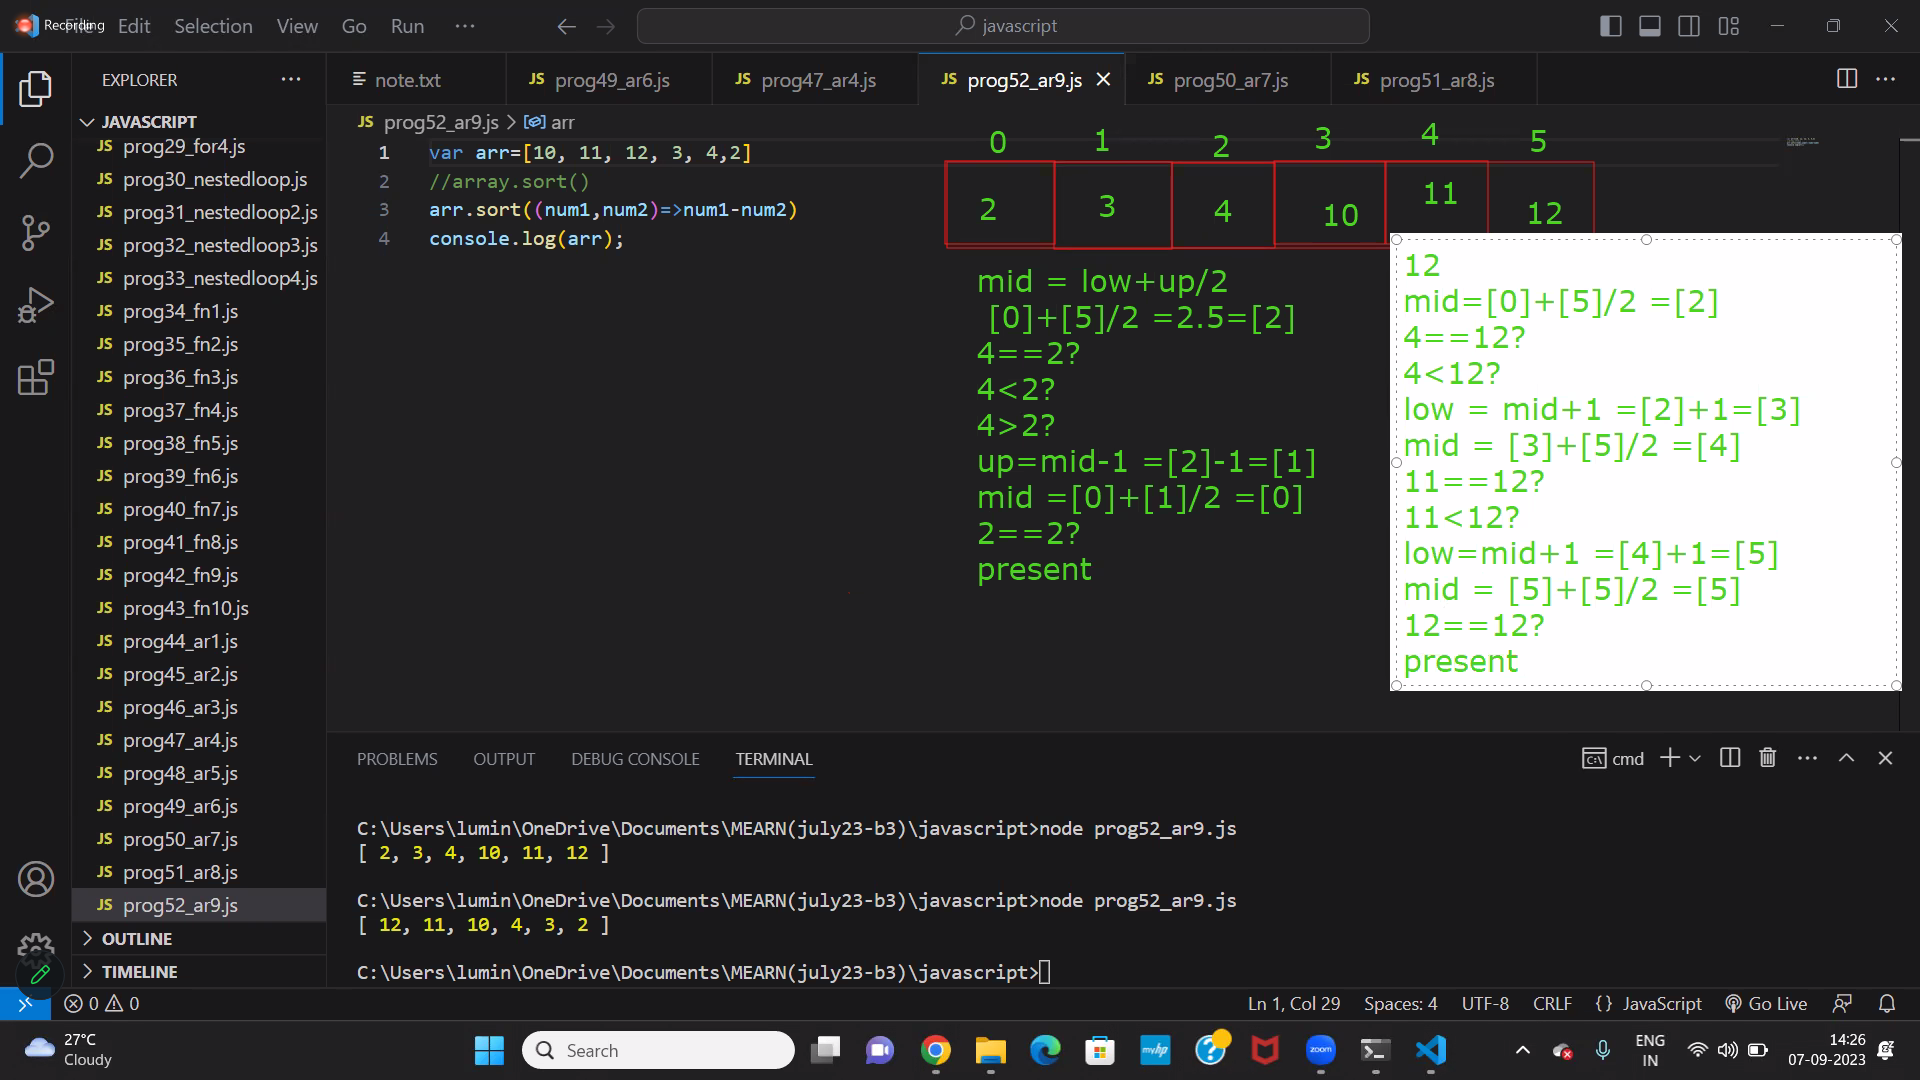 Recording
Edit
Selection
View
Go
Run
javascript
EXPLORER
note.txt
JS prog49_ar6.js
JS prog47_ar4.js
JS prog52_ar9.js
JS prog50_ar7.js
JS prog51_ar8.js
JAVASCRIPT
JS prog29_for4.js
JS prog30_nestedloop.js
JS prog31_nestedloop2.js
JS prog32_nestedloop3.js
JS prog33_nestedloop4.js
JS prog34_fn1.js
JS prog35_fn2.js
JS prog36_fn3.js
JS prog37_fn4.js
JS prog38_fn5.js
JS prog39_fn6.js
JS prog40_fn7.js
JS prog41_fn8.js
JS prog42_fn9.js
JS prog43_fn10.js
JS prog44_ar1.js
JS prog45_ar2.js
JS prog46_ar3.js
JS prog47_ar4.js
JS prog48_ar5.js
JS prog49_ar6.js
JS prog50_ar7.js
JS prog51_ar8.js
JS prog52_ar9.js
OUTLINE
TIMELINE
JS prog52_ar9.js > arr
1 var arr=[10, 11, 12, 3, 4,2]
2 //array.sort()
3 arr.sort((num1,num2)=>num1-num2)
4 console.log(arr);
0 1 2 3 4 5
2 3 4 10 11 12
mid = low+up/2
[0]+[5]/2 =2.5=[2]
4==2?
4<2?
4>2?
up=mid-1 =[2]-1=[1]
mid =[0]+[1]/2 =[0]
2==2?
present
12
mid=[0]+[5]/2 =[2]
4==12?
4<12?
low = mid+1 =[2]+1=[3]
mid = [3]+[5]/2 =[4]
11==12?
11<12?
low=mid+1 =[4]+1=[5]
mid = [5]+[5]/2 =[5]
12==12?
present
PROBLEMS
OUTPUT
DEBUG CONSOLE
TERMINAL
cmd
C:\Users\lumin\OneDrive\Documents\MEARN(july23-b3)\javascript>node prog52_ar9.js
[ 2, 3, 4, 10, 11, 12 ]
C:\Users\lumin\OneDrive\Documents\MEARN(july23-b3)\javascript>node prog52_ar9.js
[ 12, 11, 10, 4, 3, 2 ]
C:\Users\lumin\OneDrive\Documents\MEARN(july23-b3)\javascript>
0 0
Ln 1, Col 29
Spaces: 4
UTF-8
CRLF
{ } JavaScript
Go Live
27°C
Cloudy
Search
myhp
zoom
ENG
IN
14:26
07-09-2023